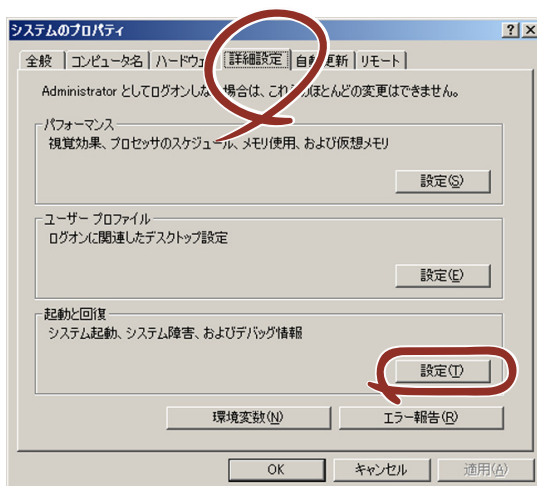 システムのプロパティ
全般 コンピュータ名 ハードウェ 詳細設定 自動更新 リモート
Administrator としてログオンしな 場合は、これらのほとんどの変更はできません。
パフォーマンス
視覚効果、プロセッサのスケジュール、メモリ使用、および仮想メモリ
設定(S)
ユーザー プロファイル
ログオンに関連したデスクトップ設定
設定(E)
起動と回復
システム起動、システム障害、およびデバッグ情報
設定(T)
環境変数(N) エラー報告(R)
OK キャンセル 適用(A)